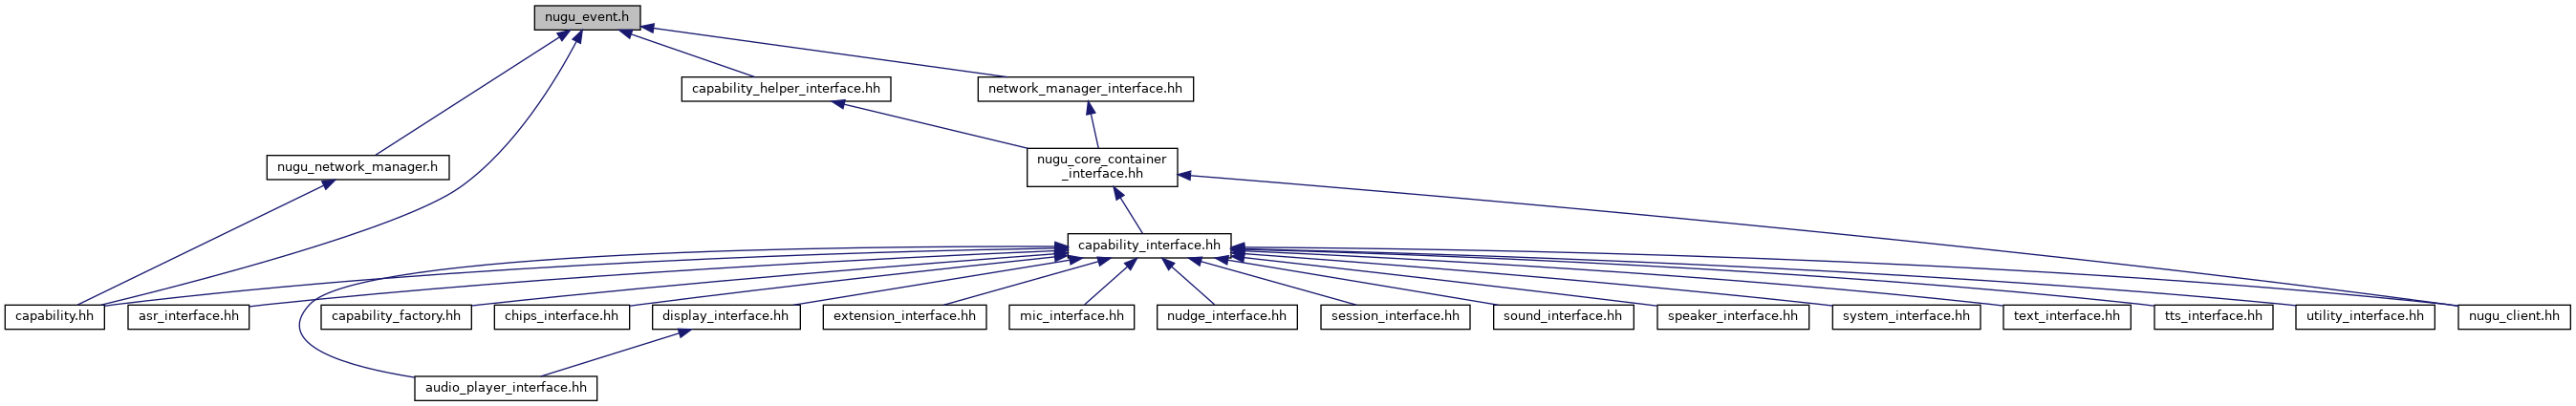 nugu_event.h
capability_helper_interface.hh
network_manager_interface.hh
nugu_network_manager.h
nugu_core_container
_interface.hh
capability_interface.hh
capability.hh
asr_interface.hh
capability_factory.hh
chips_interface.hh
display_interface.hh
extension_interface.hh
mic_interface.hh
nudge_interface.hh
session_interface.hh
sound_interface.hh
speaker_interface.hh
system_interface.hh
text_interface.hh
tts_interface.hh
utility_interface.hh
nugu_client.hh
audio_player_interface.hh